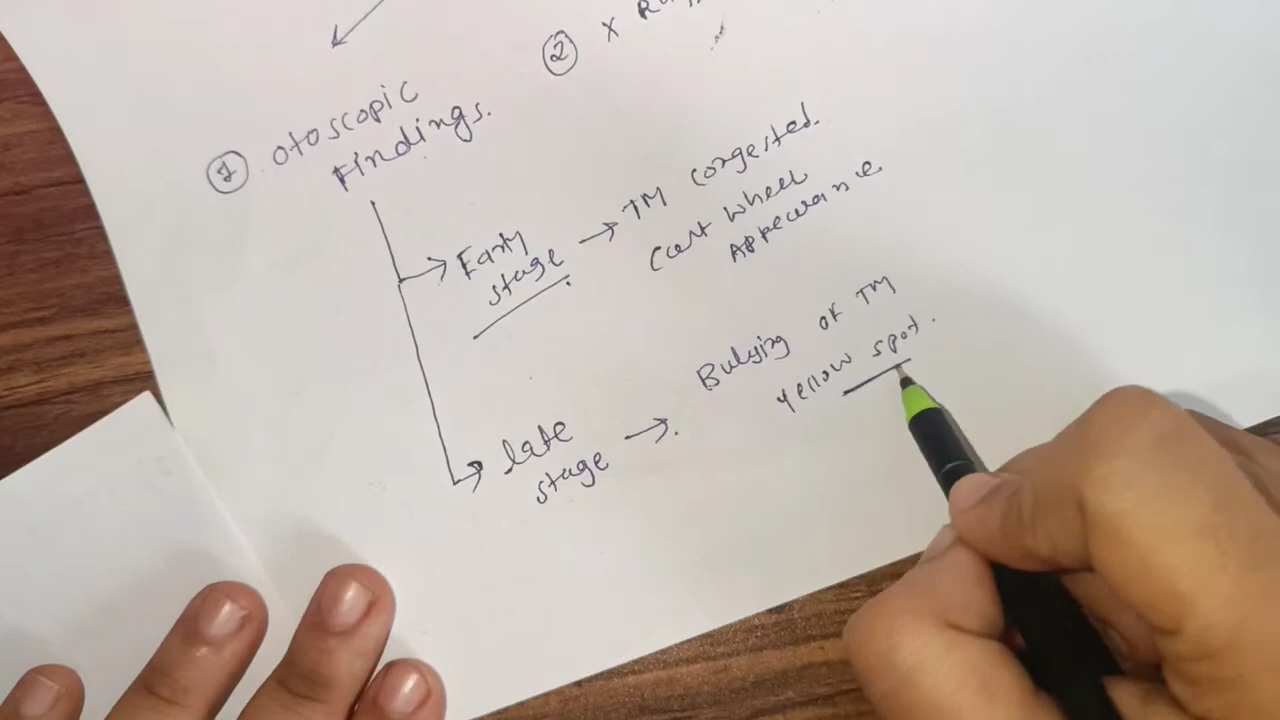 ② X
① Otoscopic
Findings.
Early
stage
TM congested.
Cart wheel
Appearance
late
stage
Bulging of TM
Yellow spot.